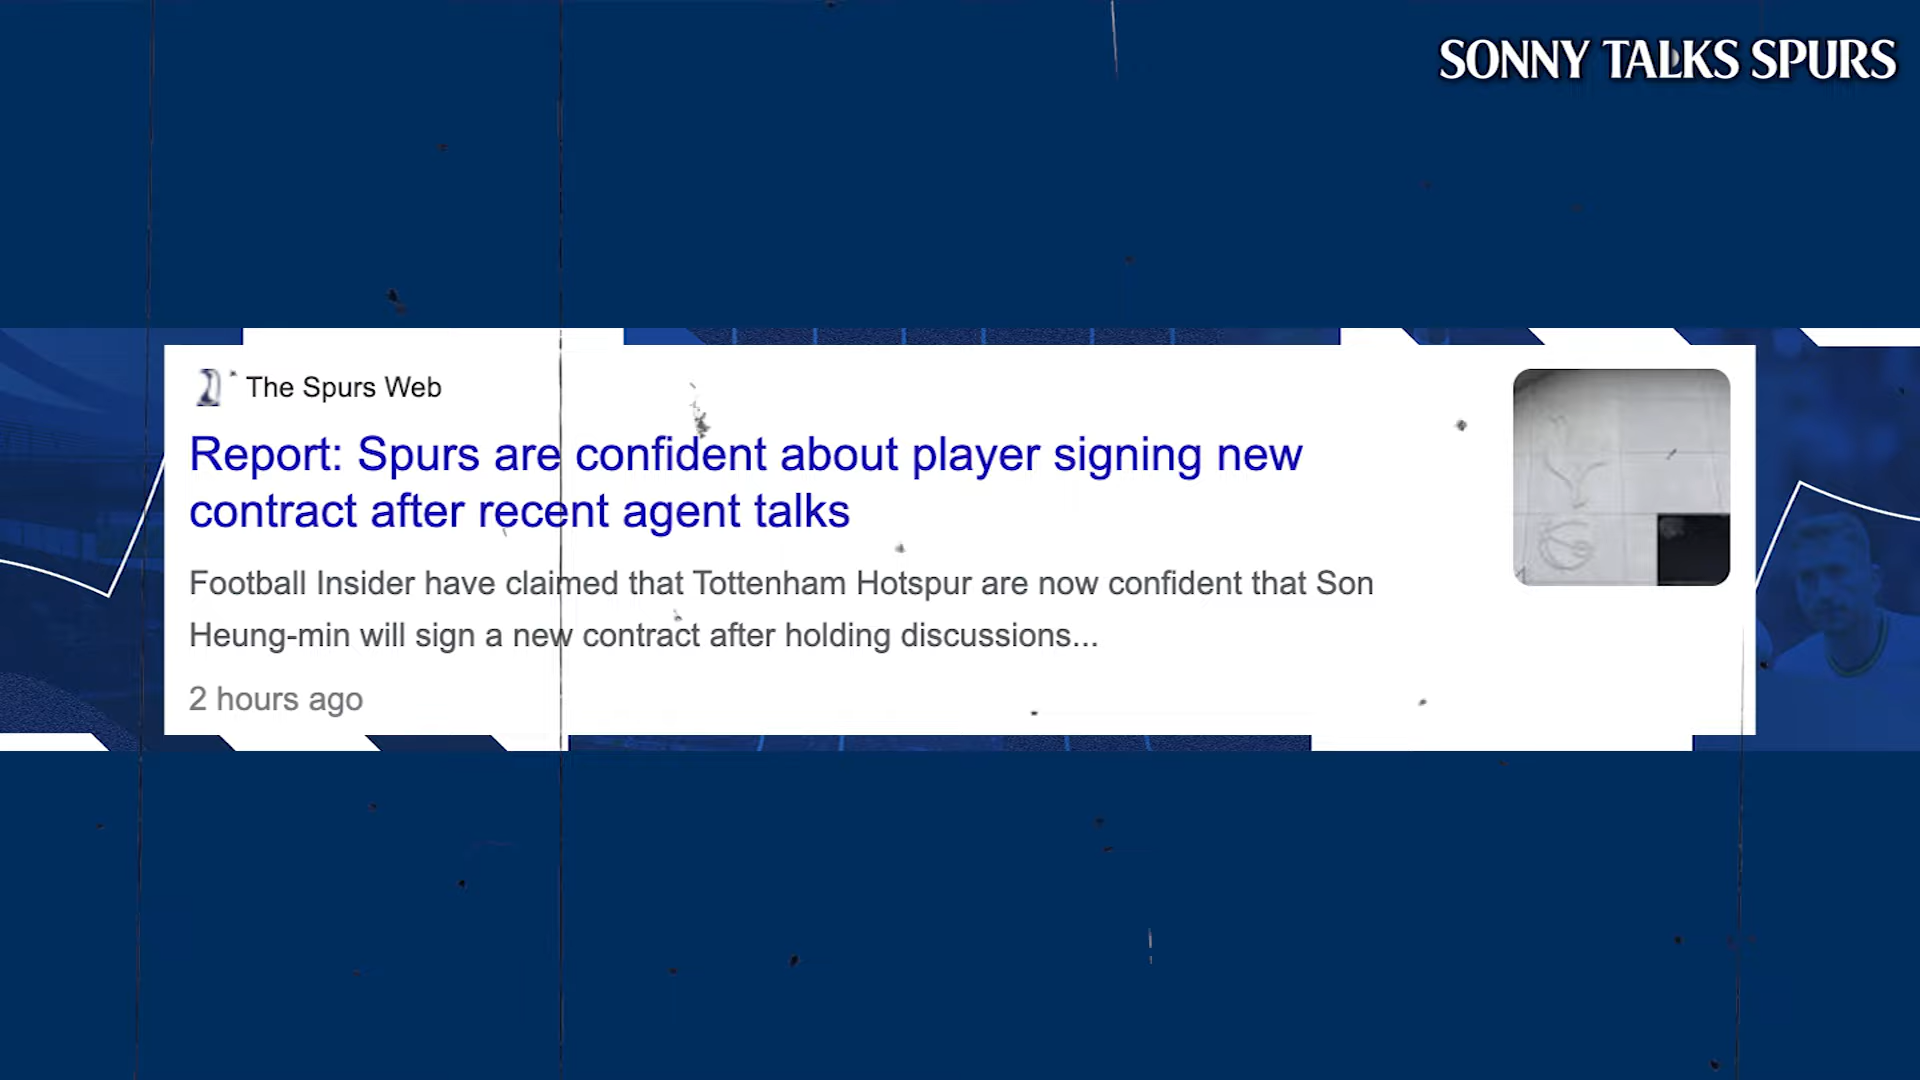 SONNY TALKS SPURS
The Spurs Web
Report: Spurs are confident about player signing new
contract after recent agent talks
Football Insider have claimed that Tottenham Hotspur are now confident that Son
Heung-min will sign a new contract after holding discussions...
2 hours ago